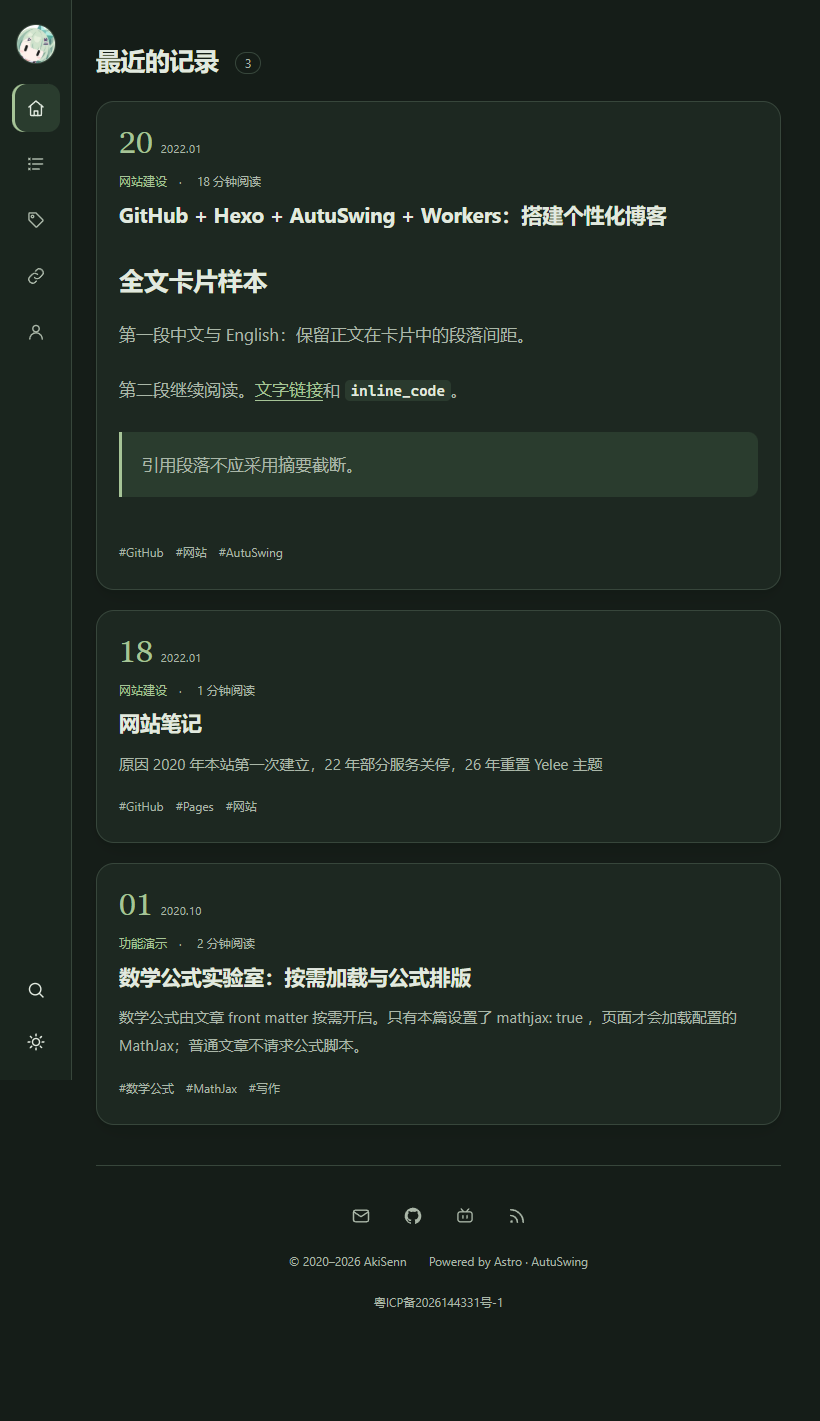 最近的记录 3
20 2022.01
网站建设 · 18 分钟阅读
GitHub + Hexo + AutuSwing + Workers：搭建个性化博客
全文卡片样本
第一段中文与 English：保留正文在卡片中的段落间距。
第二段继续阅读。文字链接和 inline_code。
引用段落不应采用摘要截断。
#GitHub #网站 #AutuSwing
18 2022.01
网站建设 · 1 分钟阅读
网站笔记
原因 2020 年本站第一次建立，22 年部分服务关停，26 年重置 Yelee 主题
#GitHub #Pages #网站
01 2020.10
功能演示 · 2 分钟阅读
数学公式实验室：按需加载与公式排版
数学公式由文章 front matter 按需开启。只有本篇设置了 mathjax: true ，页面才会加载配置的
MathJax；普通文章不请求公式脚本。
#数学公式 #MathJax #写作
© 2020–2026 AkiSenn Powered by Astro · AutuSwing
粤ICP备2026144331号-1